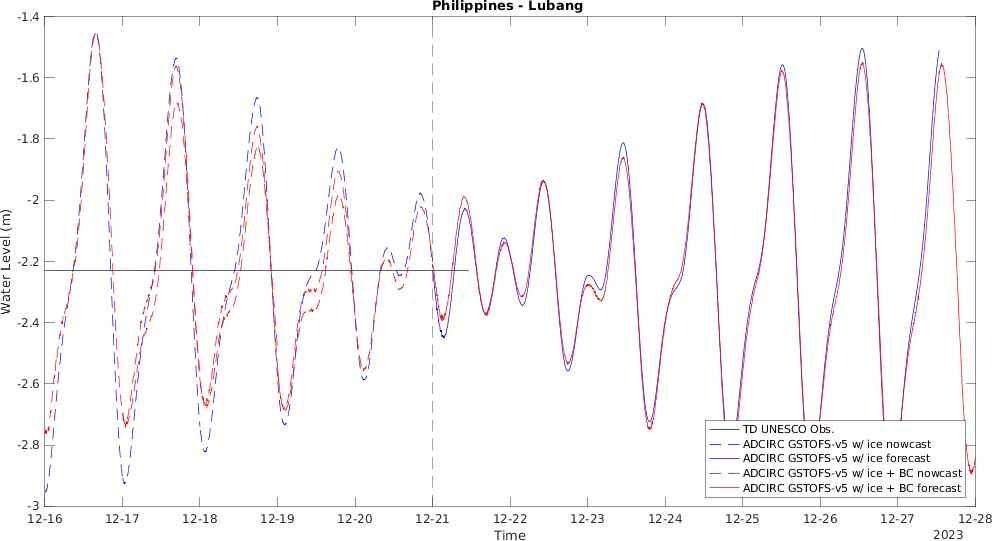 Philippines - Lubang
-1.4
-1.6
-1.8
-2
-2.2
-2.4
-2.6
-2.8
-3
Water Level (m)
TD UNESCO Obs.
ADCIRC GSTOFS-v5 w/ ice nowcast
ADCIRC GSTOFS-v5 w/ ice forecast
ADCIRC GSTOFS-v5 w/ ice + BC nowcast
ADCIRC GSTOFS-v5 w/ ice + BC forecast
12-16 12-17 12-18 12-19 12-20 12-21 12-22 12-23 12-24 12-25 12-26 12-27 12-28
Time
2023